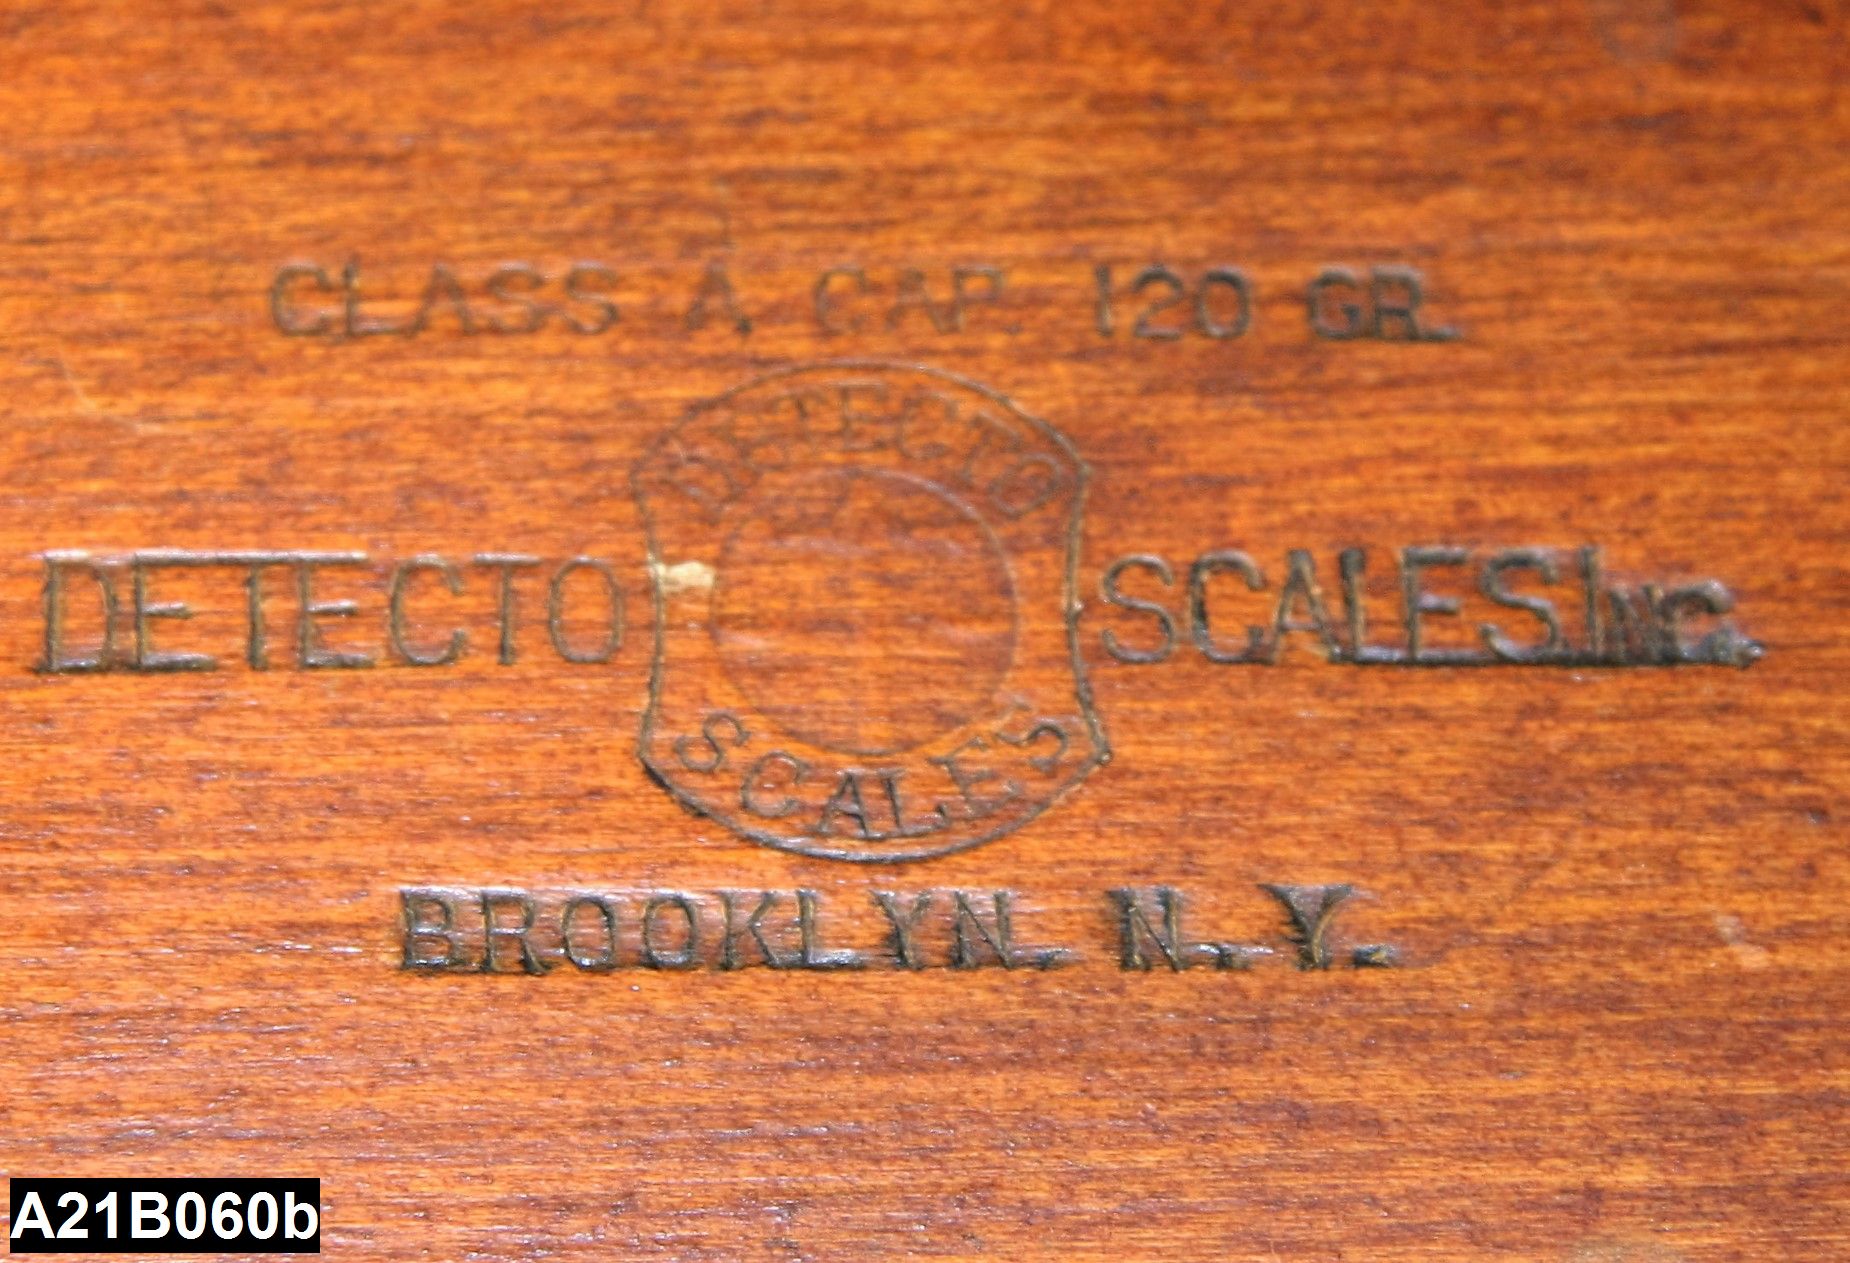 CLASS A CAP. 120 GR.
DETECTO
DETECTO SCALES.INC.
SCALES
BROOKLYN. N.Y.
A21B060b